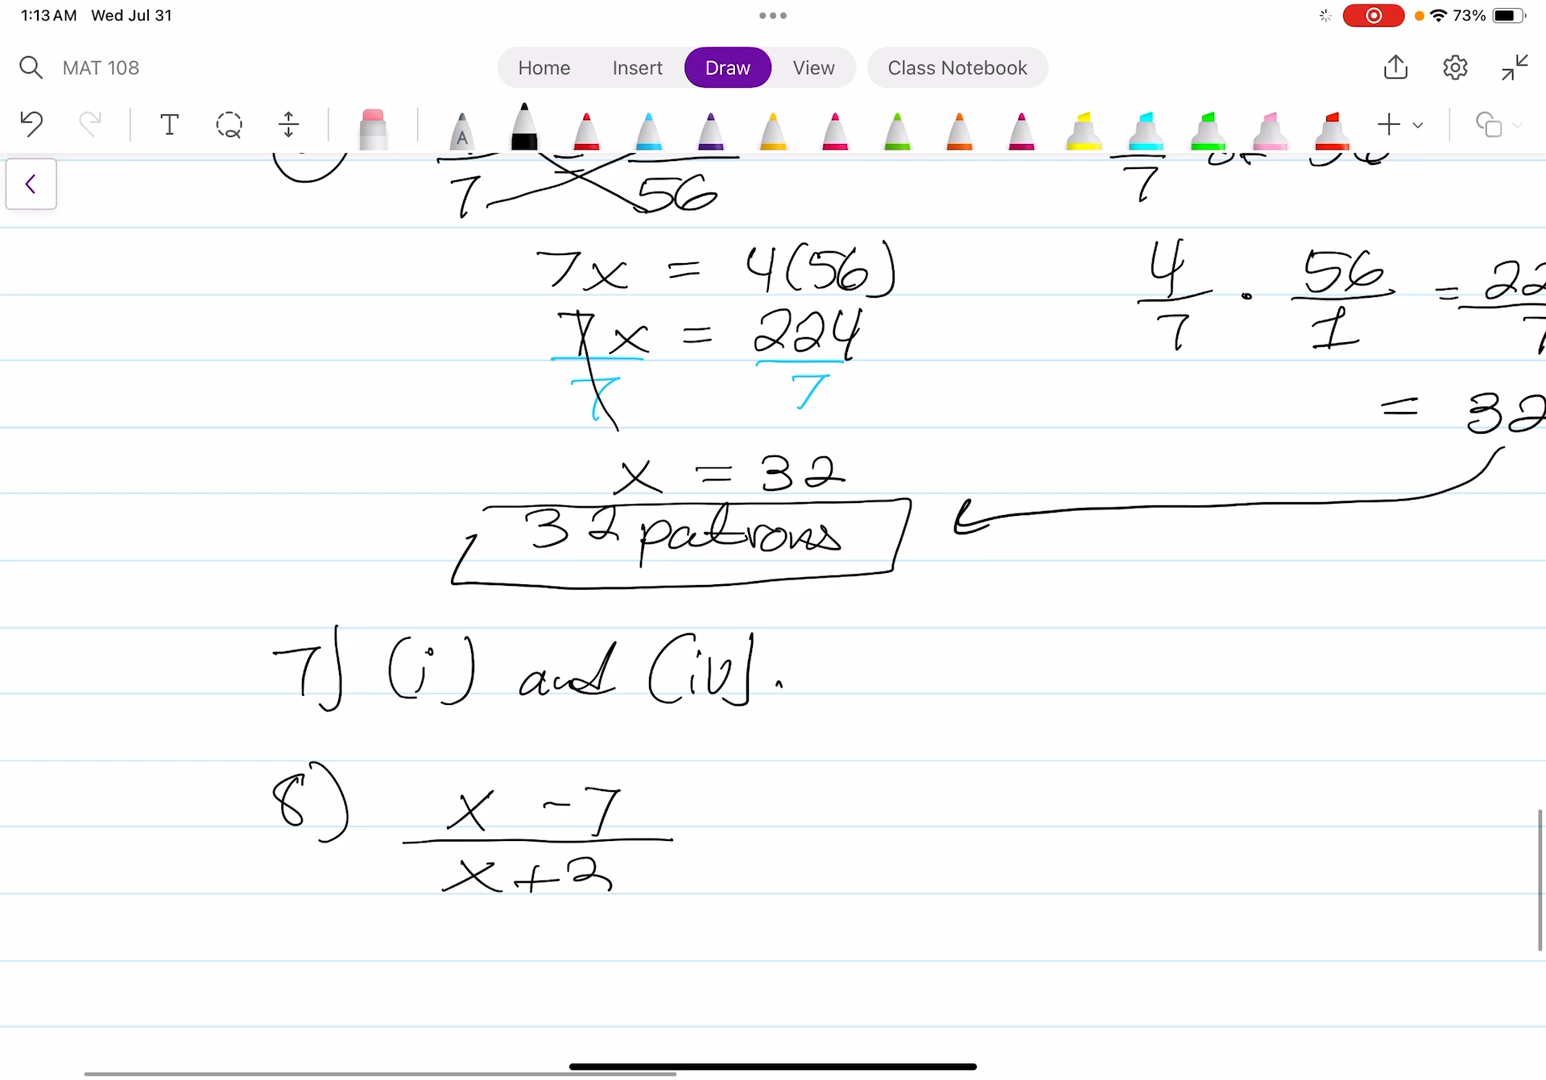 1:13 AM Wed Jul 31
73%
MAT 108
Home Insert Draw View Class Notebook
T
A
7 = 56
7
7x = 4(56)
4/7 · 56/1 = 22
7
7x/7 = 224/7
= 32
x = 32
32 patrons
7) (i) and (iv).
8) x - 7
x + 2